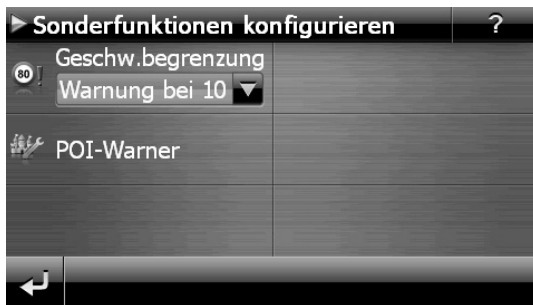 Sonderfunktionen konfigurieren ?
80 ! Geschw.begrenzung
Warnung bei 10
POI-Warner